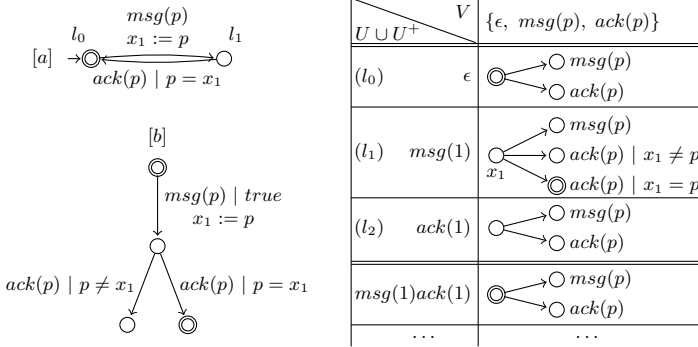 msg(p)
x₁ := p
l₀
l₁
[a]
ack(p) | p = x₁
[b]
msg(p) | true
x₁ := p
ack(p) | p ≠ x₁
ack(p) | p = x₁
V
U ∪ U⁺
{ϵ, msg(p), ack(p)}
(l₀) ϵ
msg(p)
ack(p)
(l₁) msg(1)
x₁
msg(p)
ack(p) | x₁ ≠ p
ack(p) | x₁ = p
(l₂) ack(1)
msg(p)
ack(p)
msg(1)ack(1)
msg(p)
ack(p)
... ...